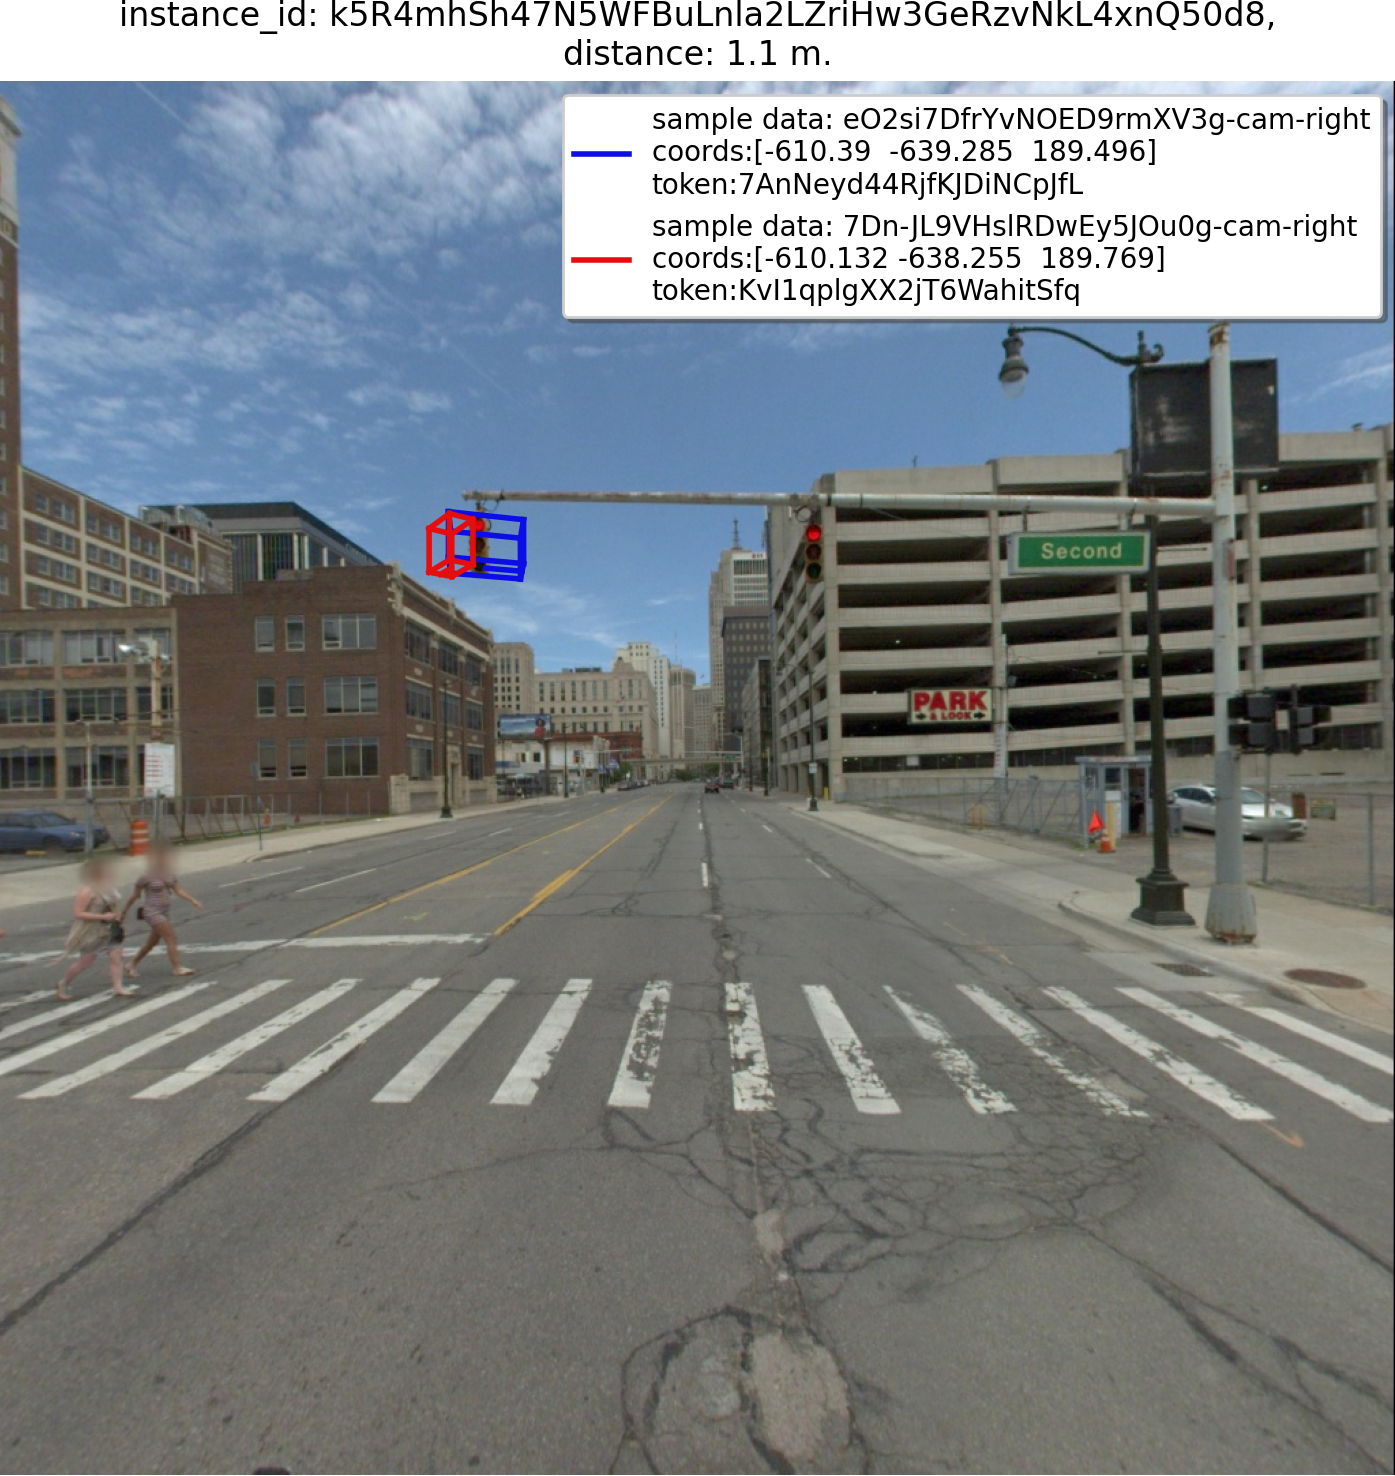 instance_id: k5R4mhSh47N5WFBuLnla2LZriHw3GeRzvNkL4xnQ50d8,
distance: 1.1 m.
sample data: eO2si7DfrYvNOED9rmXV3g-cam-right
coords:[-610.39  -639.285  189.496]
token:7AnNeyd44RjfKJDiNCpJfL
sample data: 7Dn-JL9VHslRDwEy5JOu0g-cam-right
coords:[-610.132 -638.255  189.769]
token:KvI1qplgXX2jT6WahitSfq
Second
PARK
& LOCK